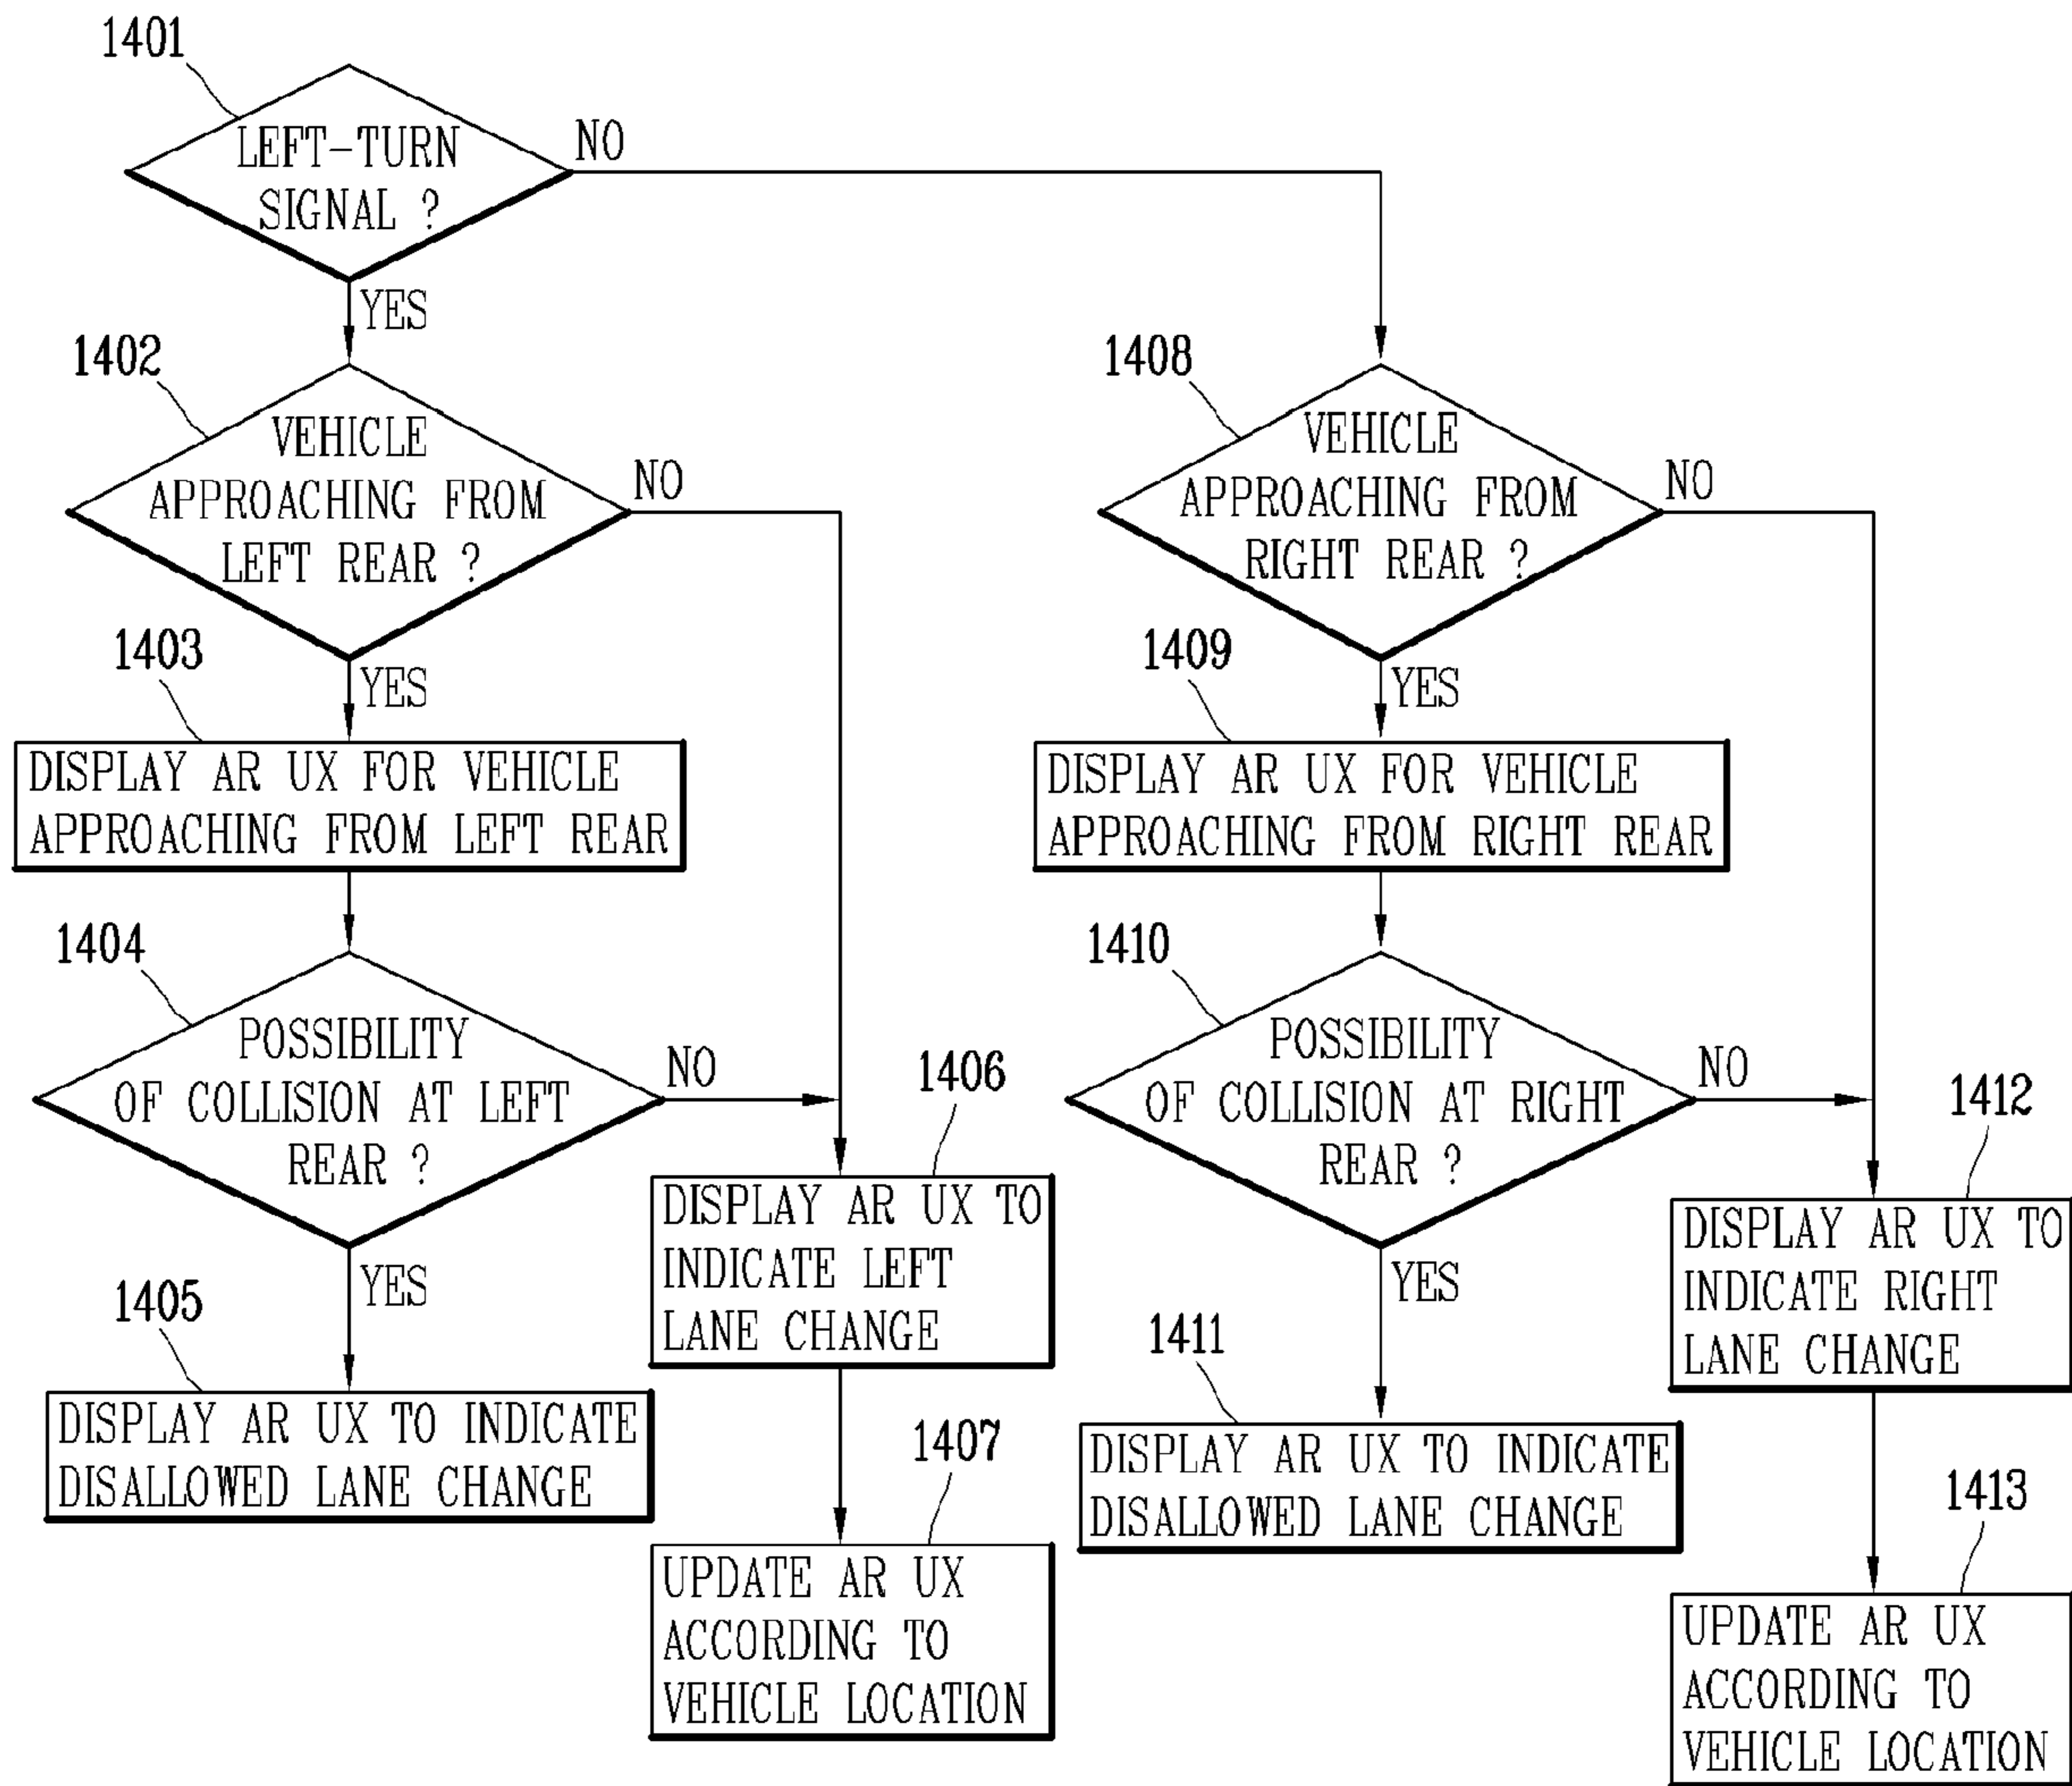 1401
LEFT-TURN
SIGNAL ?
NO
YES
1402
VEHICLE
APPROACHING FROM
LEFT REAR ?
NO
YES
1403
DISPLAY AR UX FOR VEHICLE
APPROACHING FROM LEFT REAR
1404
POSSIBILITY
OF COLLISION AT LEFT
REAR ?
NO
YES
1405
DISPLAY AR UX TO INDICATE
DISALLOWED LANE CHANGE
1406
DISPLAY AR UX TO
INDICATE LEFT
LANE CHANGE
1407
UPDATE AR UX
ACCORDING TO
VEHICLE LOCATION
1408
VEHICLE
APPROACHING FROM
RIGHT REAR ?
NO
YES
1409
DISPLAY AR UX FOR VEHICLE
APPROACHING FROM RIGHT REAR
1410
POSSIBILITY
OF COLLISION AT RIGHT
REAR ?
NO
YES
1411
DISPLAY AR UX TO INDICATE
DISALLOWED LANE CHANGE
1412
DISPLAY AR UX TO
INDICATE RIGHT
LANE CHANGE
1413
UPDATE AR UX
ACCORDING TO
VEHICLE LOCATION